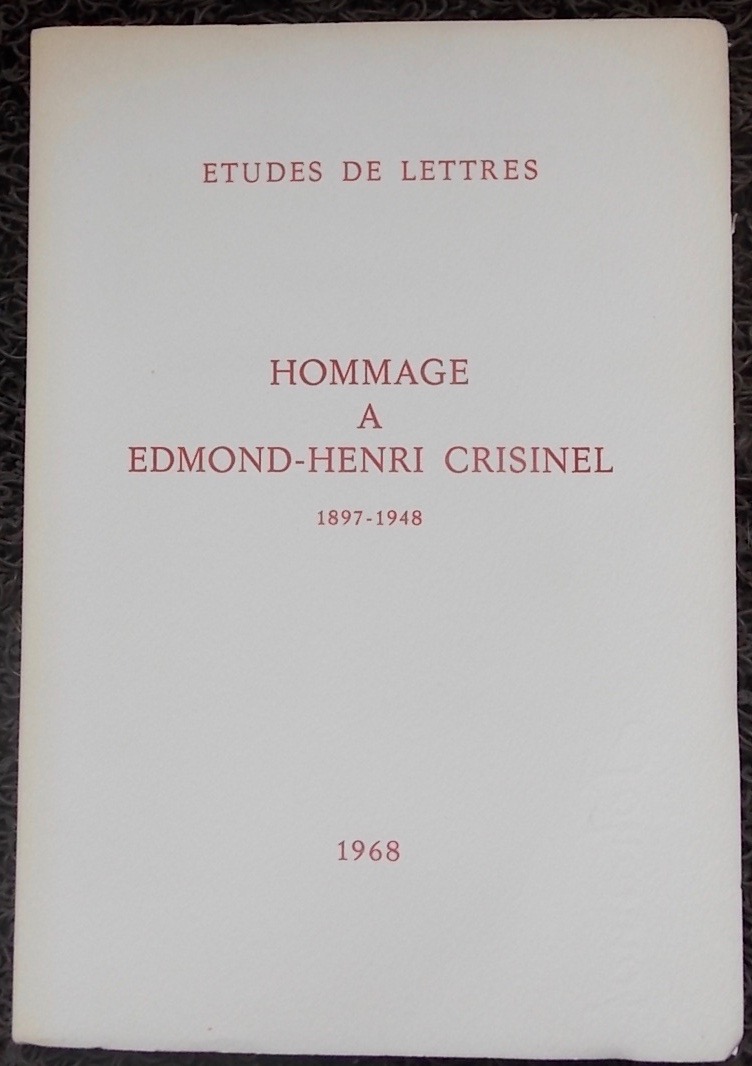 ETUDES DE LETTRES
HOMMAGE
A
EDMOND-HENRI CRISINEL
1897-1948
1968